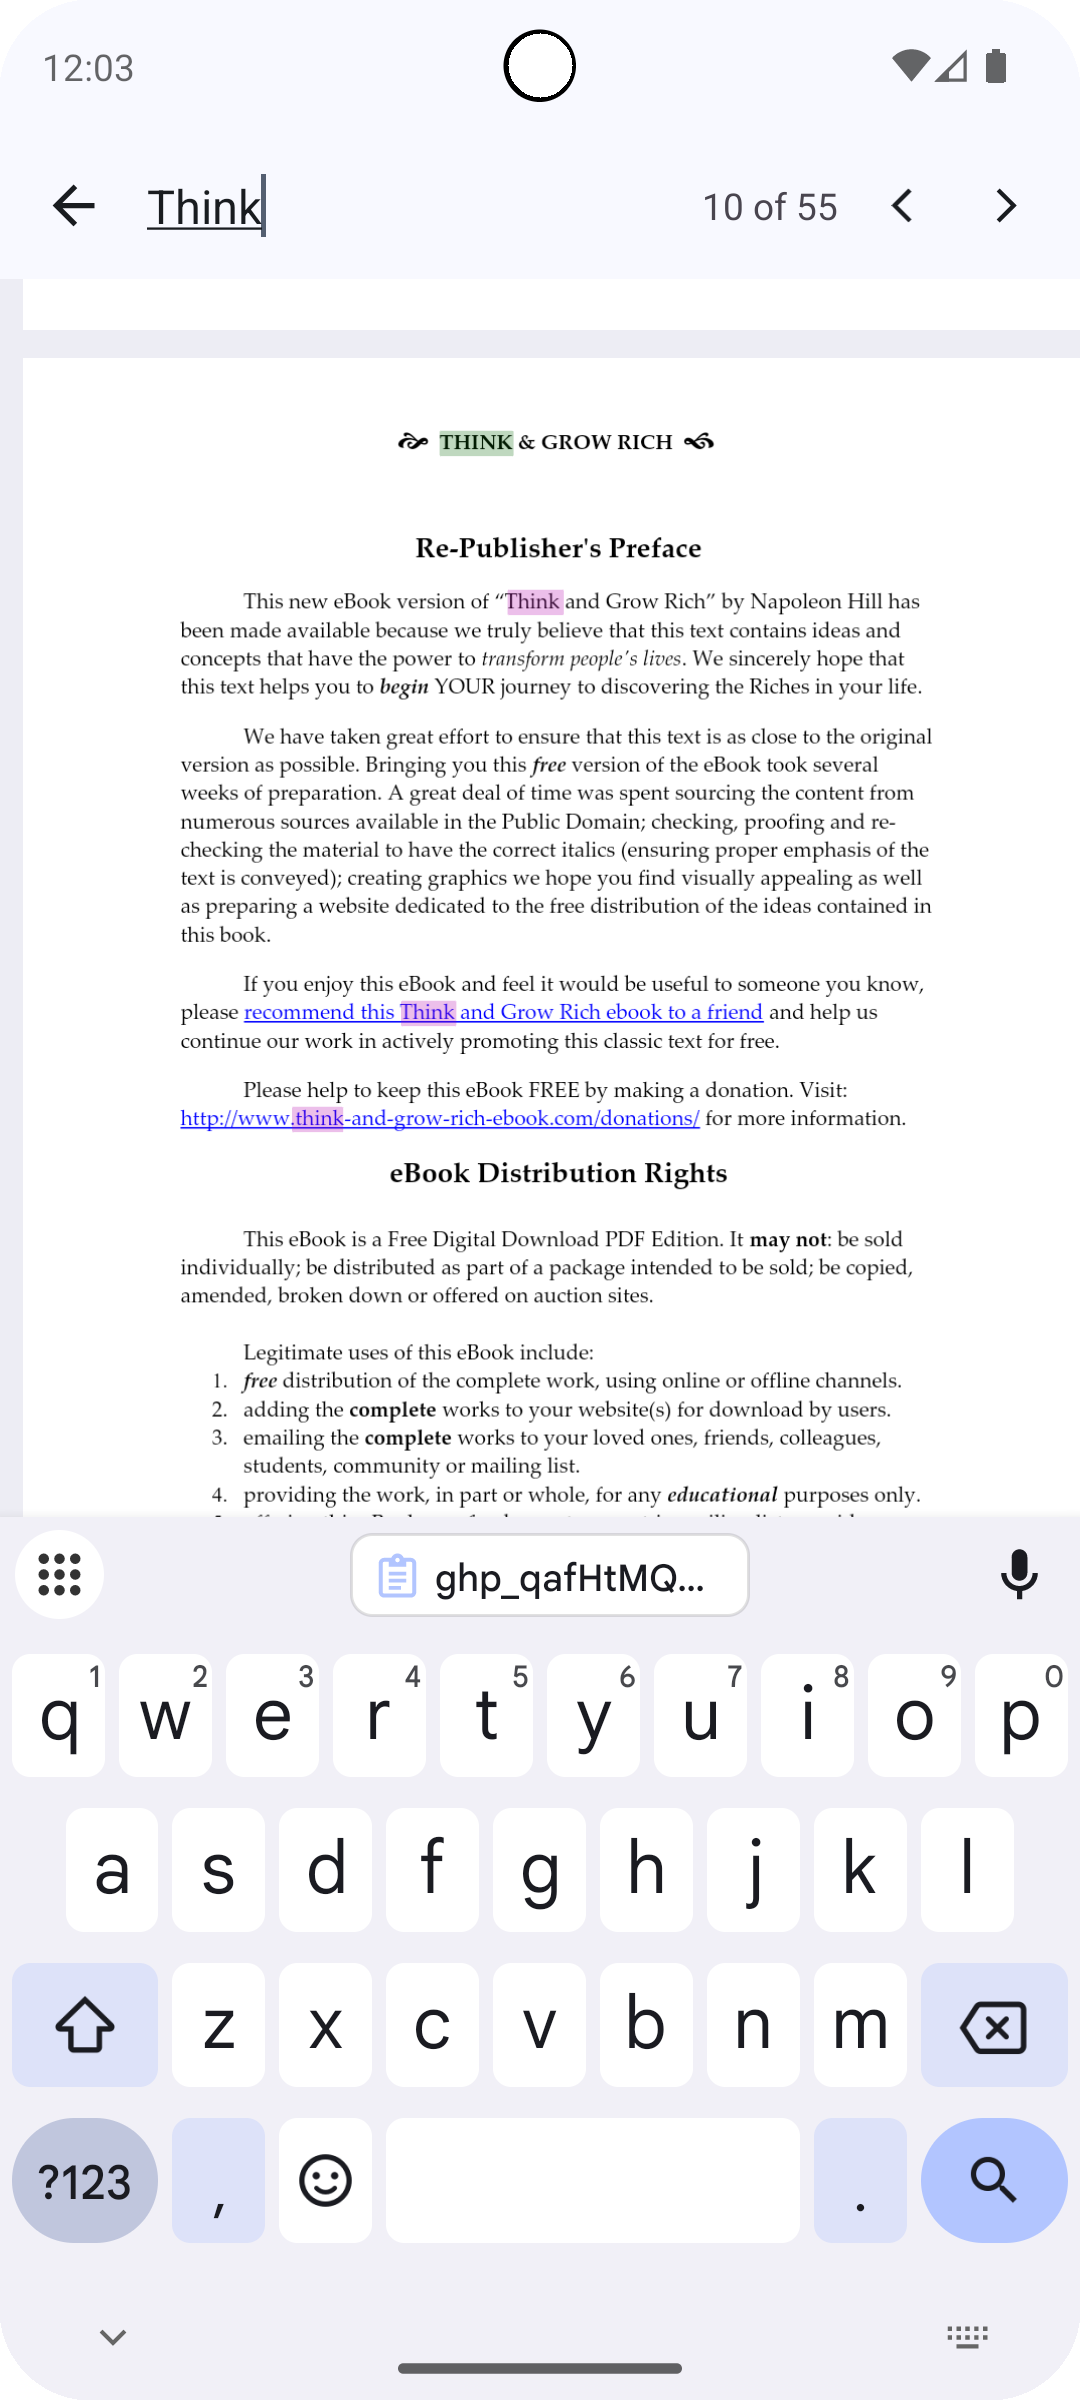 12:03
Think
10 of 55
THINK & GROW RICH
Re-Publisher's Preface
This new eBook version of “Think and Grow Rich” by Napoleon Hill has
been made available because we truly believe that this text contains ideas and
concepts that have the power to transform people's lives. We sincerely hope that
this text helps you to begin YOUR journey to discovering the Riches in your life.
We have taken great effort to ensure that this text is as close to the original
version as possible. Bringing you this free version of the eBook took several
weeks of preparation. A great deal of time was spent sourcing the content from
numerous sources available in the Public Domain; checking, proofing and re-
checking the material to have the correct italics (ensuring proper emphasis of the
text is conveyed); creating graphics we hope you find visually appealing as well
as preparing a website dedicated to the free distribution of the ideas contained in
this book.
If you enjoy this eBook and feel it would be useful to someone you know,
please recommend this Think and Grow Rich ebook to a friend and help us
continue our work in actively promoting this classic text for free.
Please help to keep this eBook FREE by making a donation. Visit:
http://www.think-and-grow-rich-ebook.com/donations/ for more information.
eBook Distribution Rights
This eBook is a Free Digital Download PDF Edition. It may not: be sold
individually; be distributed as part of a package intended to be sold; be copied,
amended, broken down or offered on auction sites.
Legitimate uses of this eBook include:
1. free distribution of the complete work, using online or offline channels.
2. adding the complete works to your website(s) for download by users.
3. emailing the complete works to your loved ones, friends, colleagues,
students, community or mailing list.
4. providing the work, in part or whole, for any educational purposes only.
ghp_qafHtMQ...
q 1 w 2 e 3 r 4 t 5 y 6 u 7 i 8 o 9 p 0
a s d f g h j k l
z x c v b n m
?123 , .